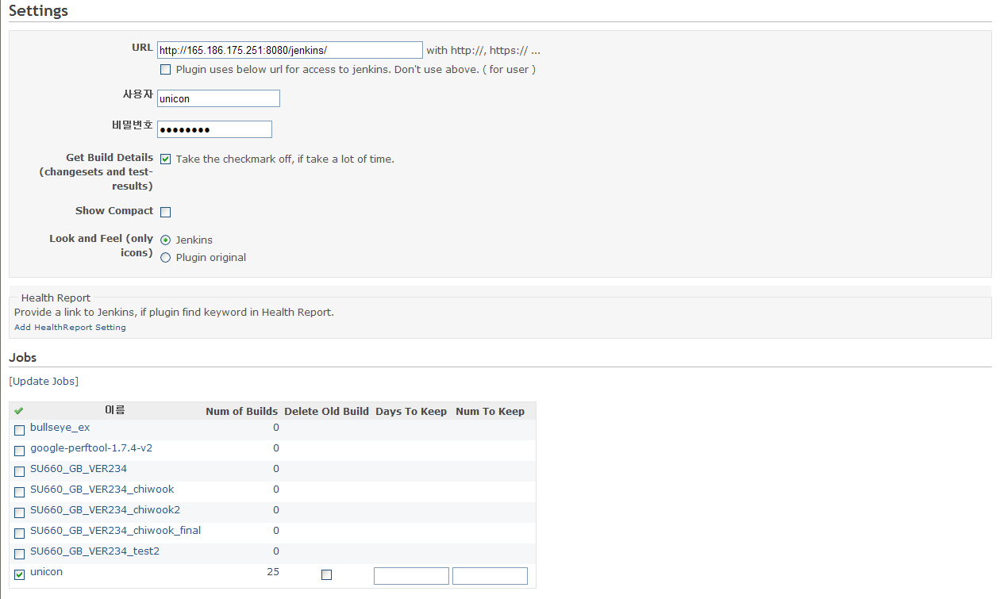 Settings
URL http://165.186.175.251:8080/jenkins/ with http://, https:// ...
Plugin uses below url for access to jenkins. Don't use above. ( for user )
사용자 unicon
비밀번호 ●●●●●●●●
Get Build Details (changesets and test-results) Take the checkmark off, if take a lot of time.
Show Compact
Look and Feel (only icons) Jenkins
Plugin original
Health Report
Provide a link to Jenkins, if plugin find keyword in Health Report.
Add HealthReport Setting
Jobs
[Update Jobs]
이름 Num of Builds Delete Old Build Days To Keep Num To Keep
bullseye_ex 0
google-perftool-1.7.4-v2 0
SU660_GB_VER234 0
SU660_GB_VER234_chiwook 0
SU660_GB_VER234_chiwook2 0
SU660_GB_VER234_chiwook_final 0
SU660_GB_VER234_test2 0
unicon 25